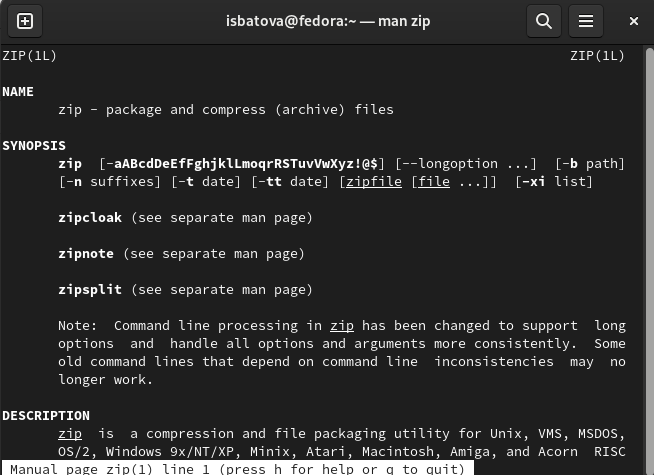 isbatova@fedora:~ — man zip
ZIP(1L) ZIP(1L)
NAME
zip - package and compress (archive) files
SYNOPSIS
zip [-aABcdDeEfFghjklLmoqrRSTuvVwXyz!@$] [--longoption ...] [-b path]
[-n suffixes] [-t date] [-tt date] [zipfile [file ...]] [-xi list]
zipcloak (see separate man page)
zipnote (see separate man page)
zipsplit (see separate man page)
Note: Command line processing in zip has been changed to support long
options and handle all options and arguments more consistently. Some
old command lines that depend on command line inconsistencies may no
longer work.
DESCRIPTION
zip is a compression and file packaging utility for Unix, VMS, MSDOS,
OS/2, Windows 9x/NT/XP, Minix, Atari, Macintosh, Amiga, and Acorn RISC
Manual page zip(1) line 1 (press h for help or q to quit)